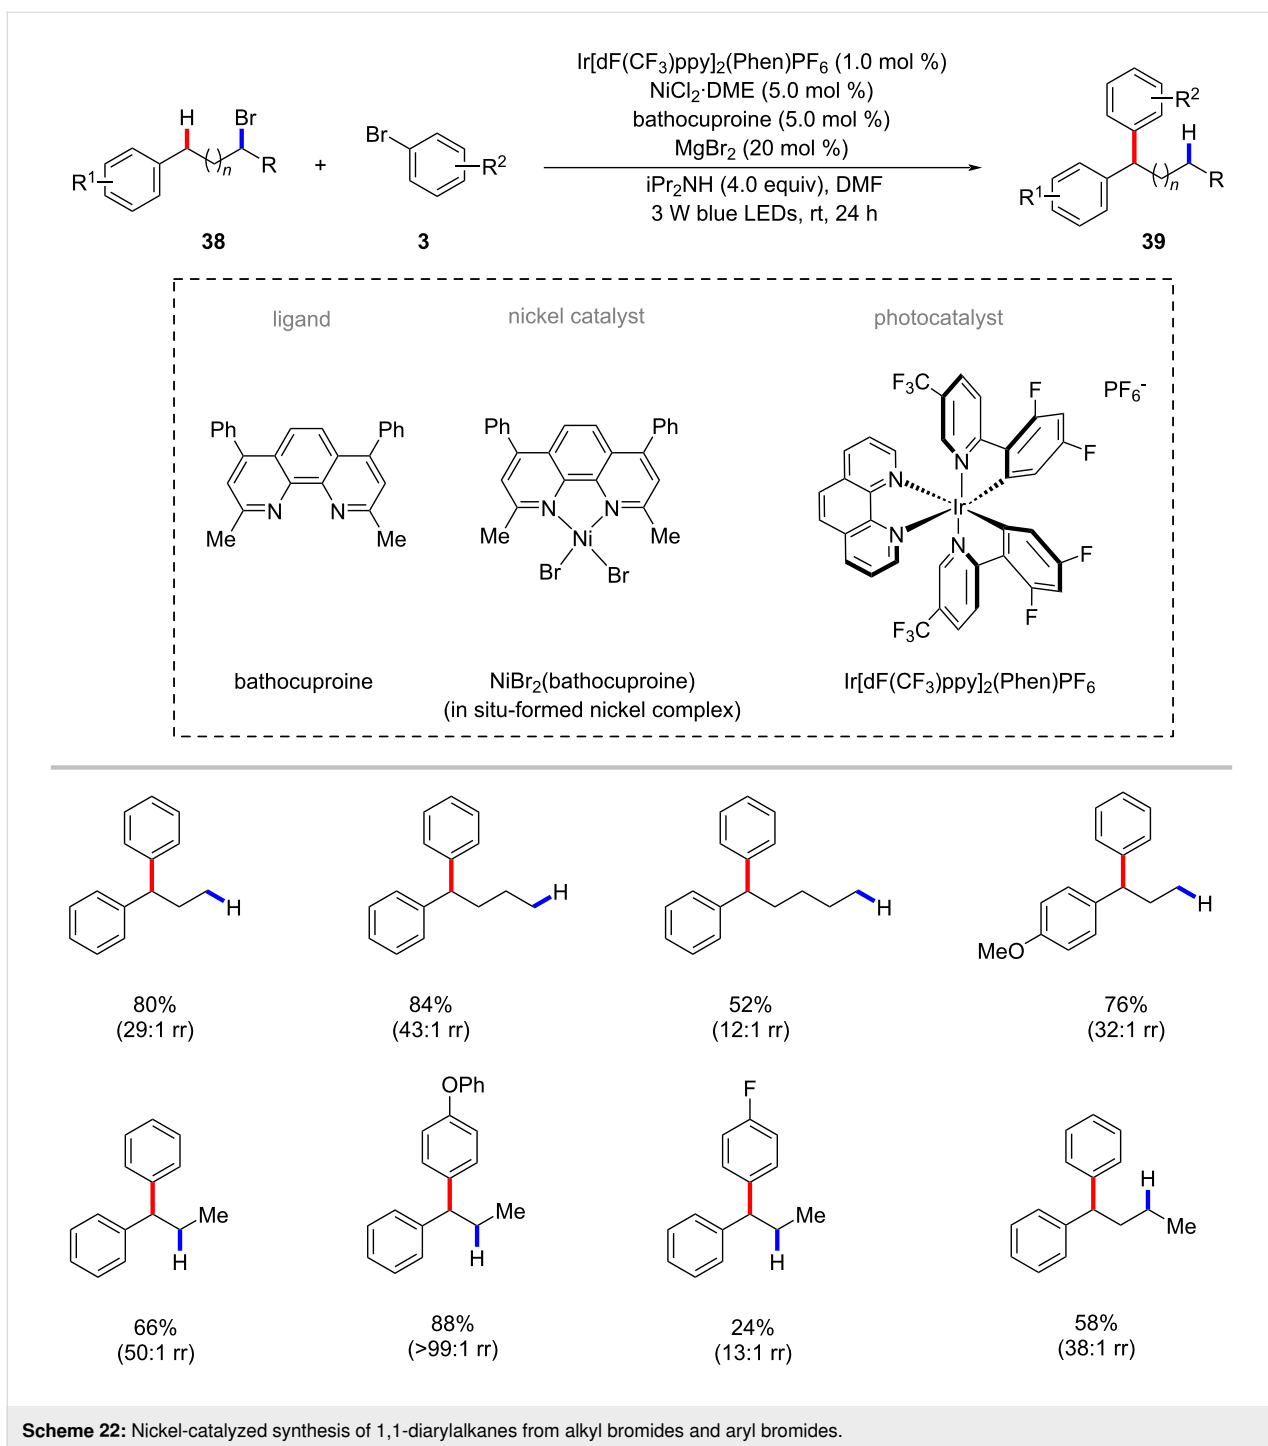 Ir[dF(CF3)ppy]2(Phen)PF6 (1.0 mol %)
NiCl2·DME (5.0 mol %)
bathocuproine (5.0 mol %)
MgBr2 (20 mol %)
iPr2NH (4.0 equiv), DMF
3 W blue LEDs, rt, 24 h
H Br
R1 ( )n R
+
Br
R2
R2
H
R1 ( )n R
38 3 39
ligand nickel catalyst photocatalyst
Ph Ph
N N
Me Me
Ph Ph
N N
Me Me
Ni
Br Br
F3C F
F
PF6-
N
N
Ir
N
N
F
F
F3C
bathocuproine NiBr2(bathocuproine) Ir[dF(CF3)ppy]2(Phen)PF6
(in situ-formed nickel complex)
H H H H
MeO
80% 84% 52% 76%
(29:1 rr) (43:1 rr) (12:1 rr) (32:1 rr)
OPh F
H
Me Me Me Me
H H H
66% 88% 24% 58%
(50:1 rr) (>99:1 rr) (13:1 rr) (38:1 rr)
Scheme 22: Nickel-catalyzed synthesis of 1,1-diarylalkanes from alkyl bromides and aryl bromides.